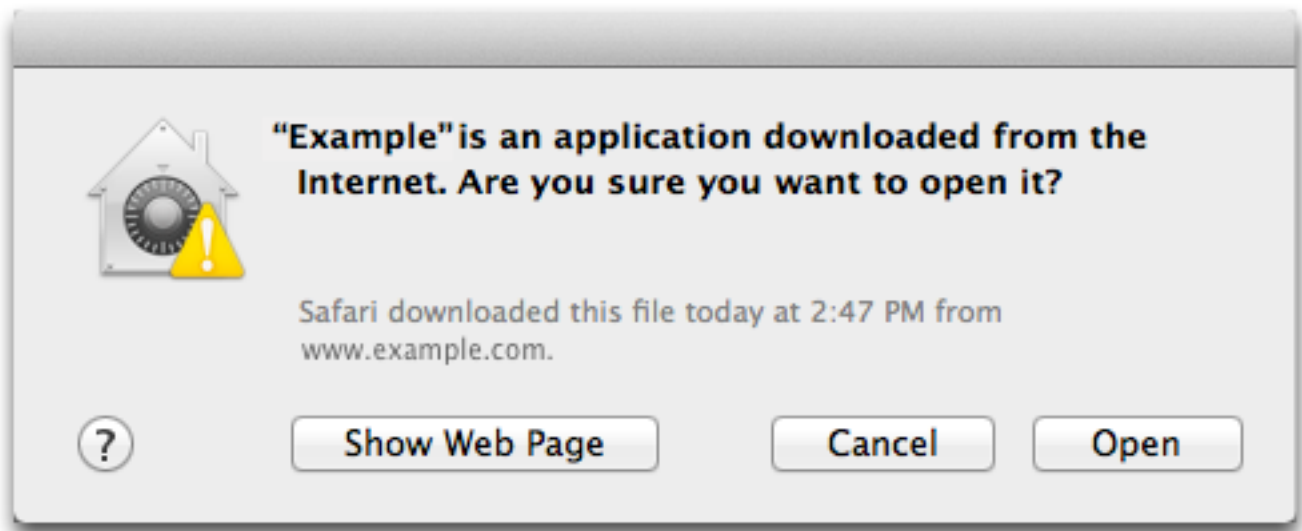 “Example” is an application downloaded from the
Internet. Are you sure you want to open it?
Safari downloaded this file today at 2:47 PM from
www.example.com.
?
Show Web Page
Cancel
Open